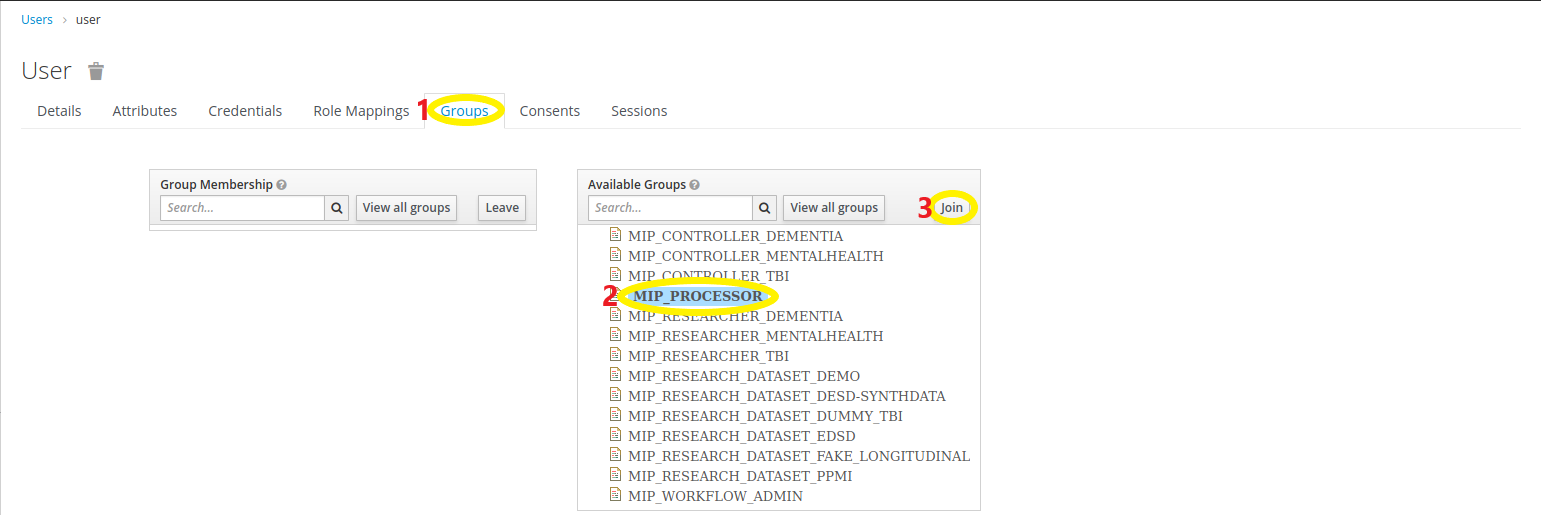 Users › user
User
Details Attributes Credentials Role Mappings 1 Groups Consents Sessions
Group Membership
Search... View all groups Leave
Available Groups
Search... View all groups 3 Join
MIP_CONTROLLER_DEMENTIA
MIP_CONTROLLER_MENTALHEALTH
MIP_CONTROLLER_TBI
2 MIP_PROCESSOR
MIP_RESEARCHER_DEMENTIA
MIP_RESEARCHER_MENTALHEALTH
MIP_RESEARCHER_TBI
MIP_RESEARCH_DATASET_DEMO
MIP_RESEARCH_DATASET_DESD-SYNTHDATA
MIP_RESEARCH_DATASET_DUMMY_TBI
MIP_RESEARCH_DATASET_EDSD
MIP_RESEARCH_DATASET_FAKE_LONGITUDINAL
MIP_RESEARCH_DATASET_PPMI
MIP_WORKFLOW_ADMIN